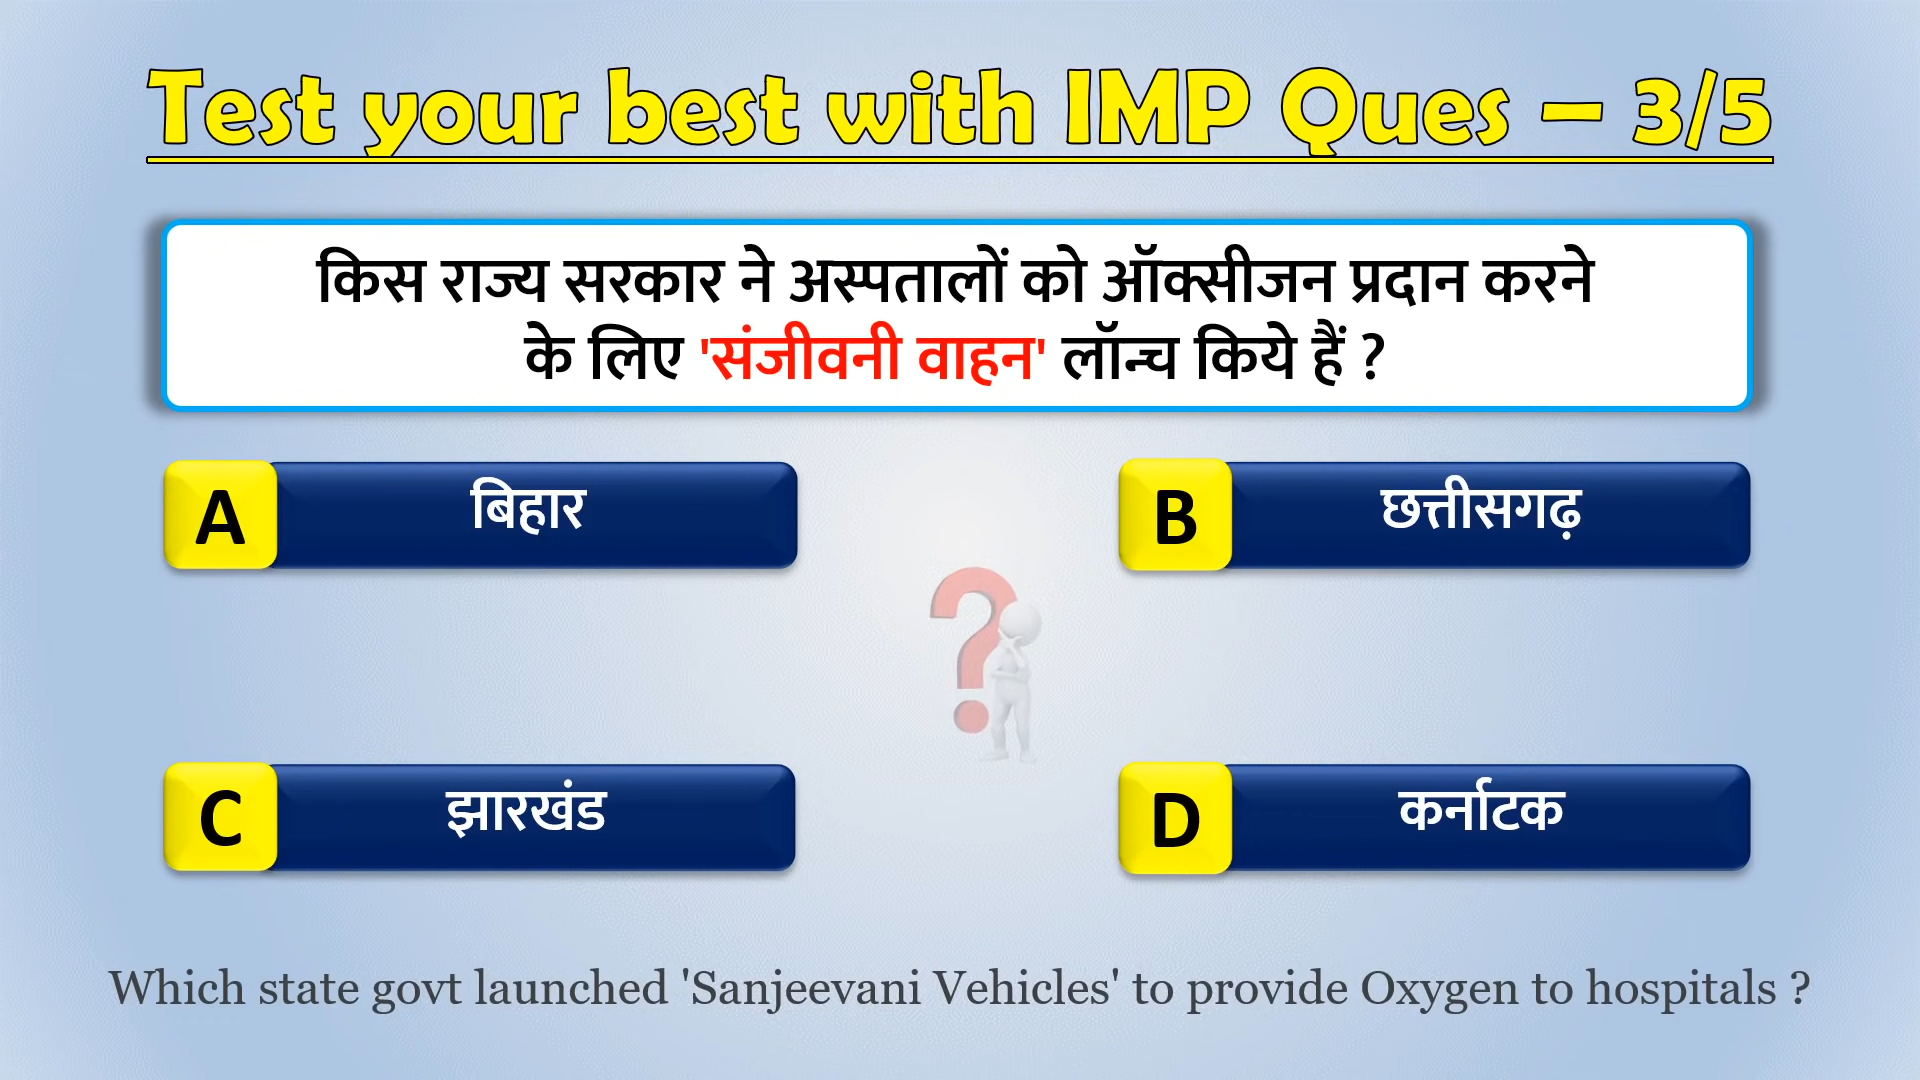 Test your best with IMP Ques – 3/5
किस राज्य सरकार ने अस्पतालों को ऑक्सीजन प्रदान करने
के लिए 'संजीवनी वाहन' लॉन्च किये हैं ?
A बिहार
B छत्तीसगढ़
C झारखंड
D कर्नाटक
Which state govt launched 'Sanjeevani Vehicles' to provide Oxygen to hospitals ?